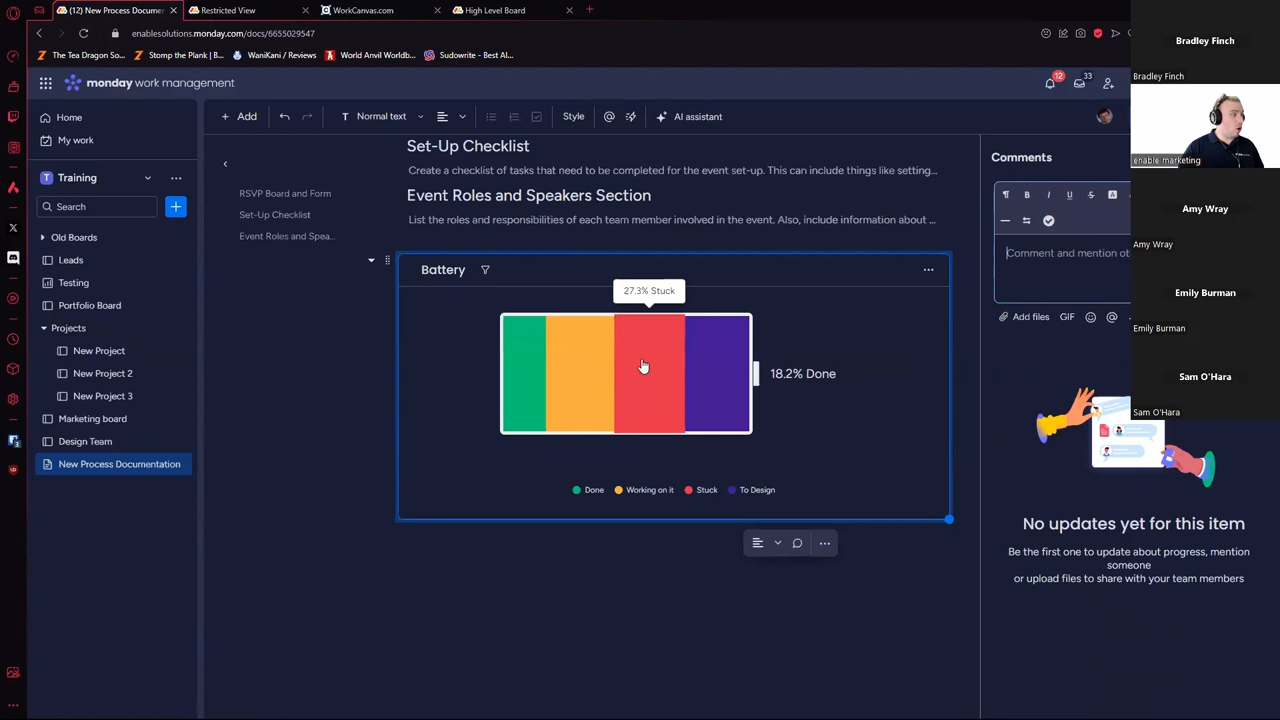 (12) New Process Documen
Restricted View
WorkCanvas.com
High Level Board
enablesolutions.monday.com/docs/6655029547
The Tea Dragon So...
Stomp the Plank | B...
WaniKani / Reviews
World Anvil Worldb...
Sudowrite - Best AI...
monday work management
12
33
Home
My work
T
Training
Search
Old Boards
Leads
Testing
Portfolio Board
Projects
New Project
New Project 2
New Project 3
Marketing board
Design Team
New Process Documentation
Add
Normal text
Style
AI assistant
RSVP Board and Form
Set-Up Checklist
Event Roles and Spea...
Set-Up Checklist
Create a checklist of tasks that need to be completed for the event set-up. This can include things like setting...
Event Roles and Speakers Section
List the roles and responsibilities of each team member involved in the event. Also, include information about ...
Battery
27.3% Stuck
18.2% Done
Done
Working on it
Stuck
To Design
Comments
Comment and mention ot
Add files
GIF
No updates yet for this item
Be the first one to update about progress, mention
someone
or upload files to share with your team members
Bradley Finch
Bradley Finch
enable marketing
Amy Wray
Amy Wray
Emily Burman
Emily Burman
Sam O'Hara
Sam O'Hara